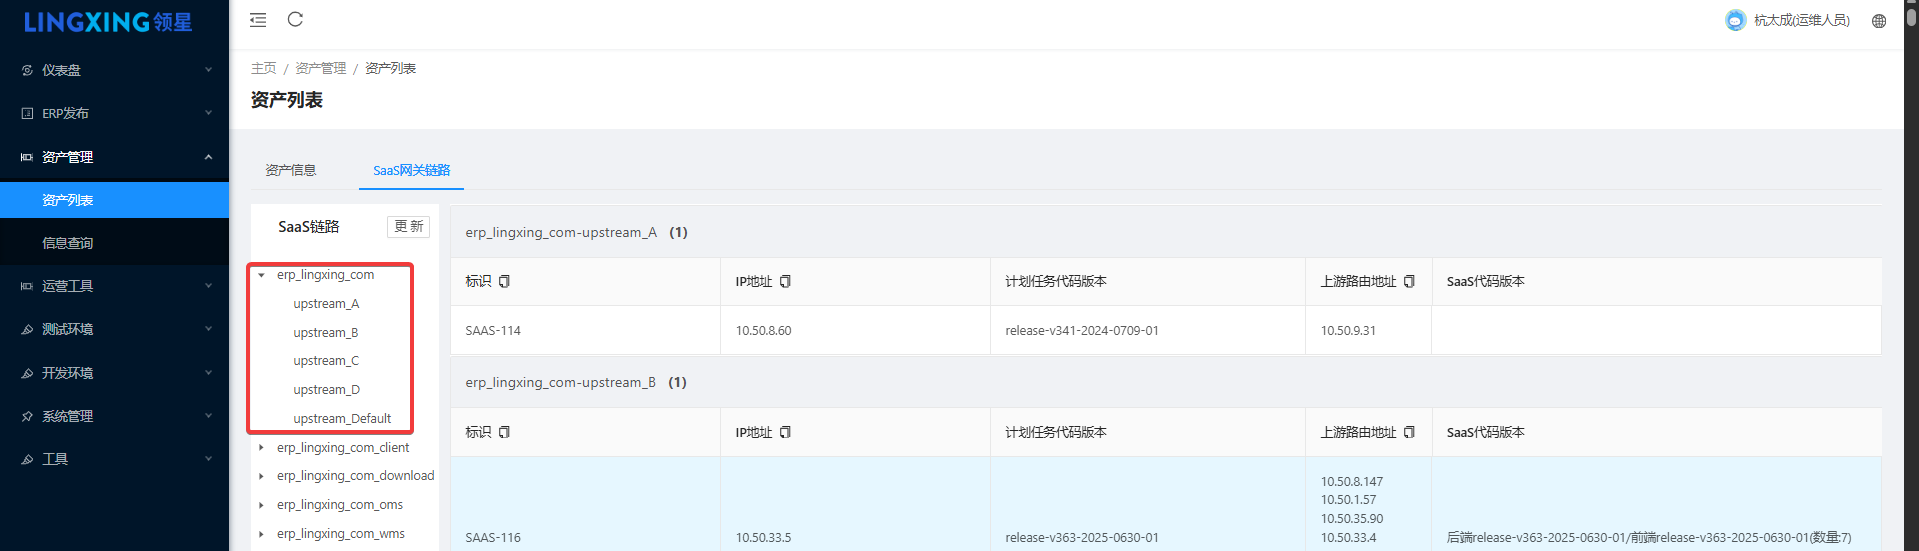 LINGXING领星
杭太成(运维人员)
仪表盘
ERP发布
资产管理
资产列表
信息查询
运营工具
测试环境
开发环境
系统管理
工具
主页 / 资产管理 / 资产列表
资产列表
资产信息 SaaS网关链路
SaaS链路 更 新
erp_lingxing_com
upstream_A
upstream_B
upstream_C
upstream_D
upstream_Default
erp_lingxing_com_client
erp_lingxing_com_download
erp_lingxing_com_oms
erp_lingxing_com_wms
erp_lingxing_com-upstream_A (1)
标识 IP地址 计划任务代码版本 上游路由地址 SaaS代码版本
SAAS-114 10.50.8.60 release-v341-2024-0709-01 10.50.9.31
erp_lingxing_com-upstream_B (1)
标识 IP地址 计划任务代码版本 上游路由地址 SaaS代码版本
10.50.8.147
10.50.1.57
10.50.35.90
SAAS-116 10.50.33.5 release-v363-2025-0630-01 10.50.33.4 后端release-v363-2025-0630-01/前端release-v363-2025-0630-01(数量:7)